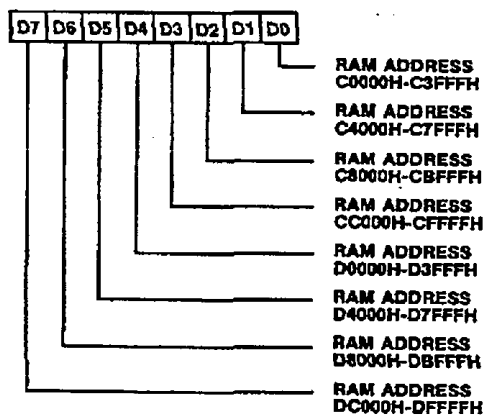 D7 D6 D5 D4 D3 D2 D1 D0
RAM ADDRESS
C0000H-C3FFFH
RAM ADDRESS
C4000H-C7FFFH
RAM ADDRESS
C8000H-CBFFFH
RAM ADDRESS
CC000H-CFFFFH
RAM ADDRESS
D0000H-D3FFFH
RAM ADDRESS
D4000H-D7FFFH
RAM ADDRESS
D8000H-DBFFFH
RAM ADDRESS
DC000H-DFFFFH